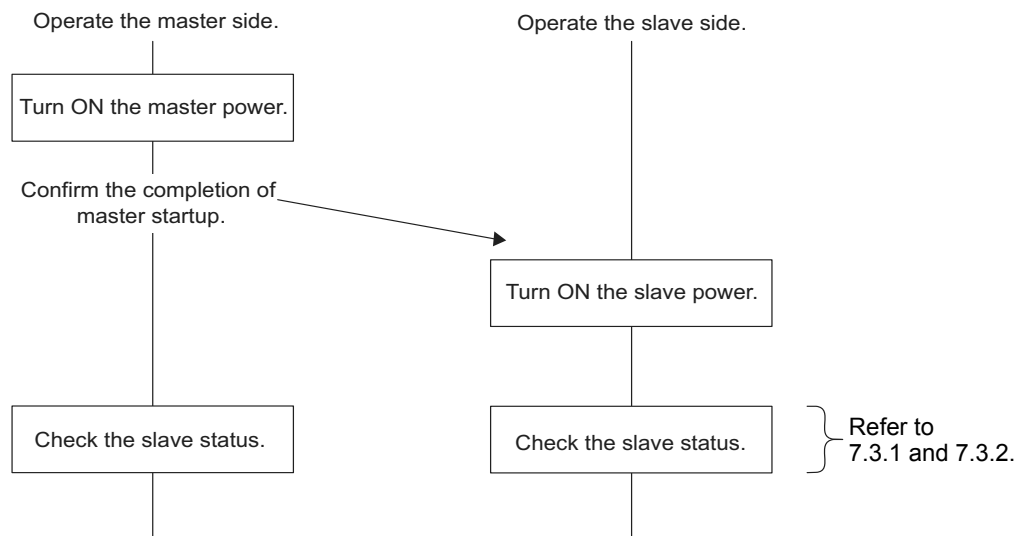 Operate the master side.
Operate the slave side.
Turn ON the master power.
Confirm the completion of
master startup.
Turn ON the slave power.
Check the slave status.
Check the slave status.
Refer to
7.3.1 and 7.3.2.